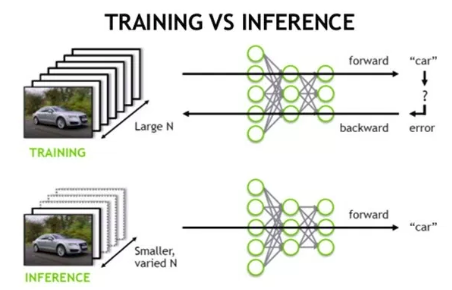 TRAINING VS INFERENCE
forward
“car”
?
Large N
backward
error
TRAINING
forward
“car”
Smaller,
varied N
INFERENCE